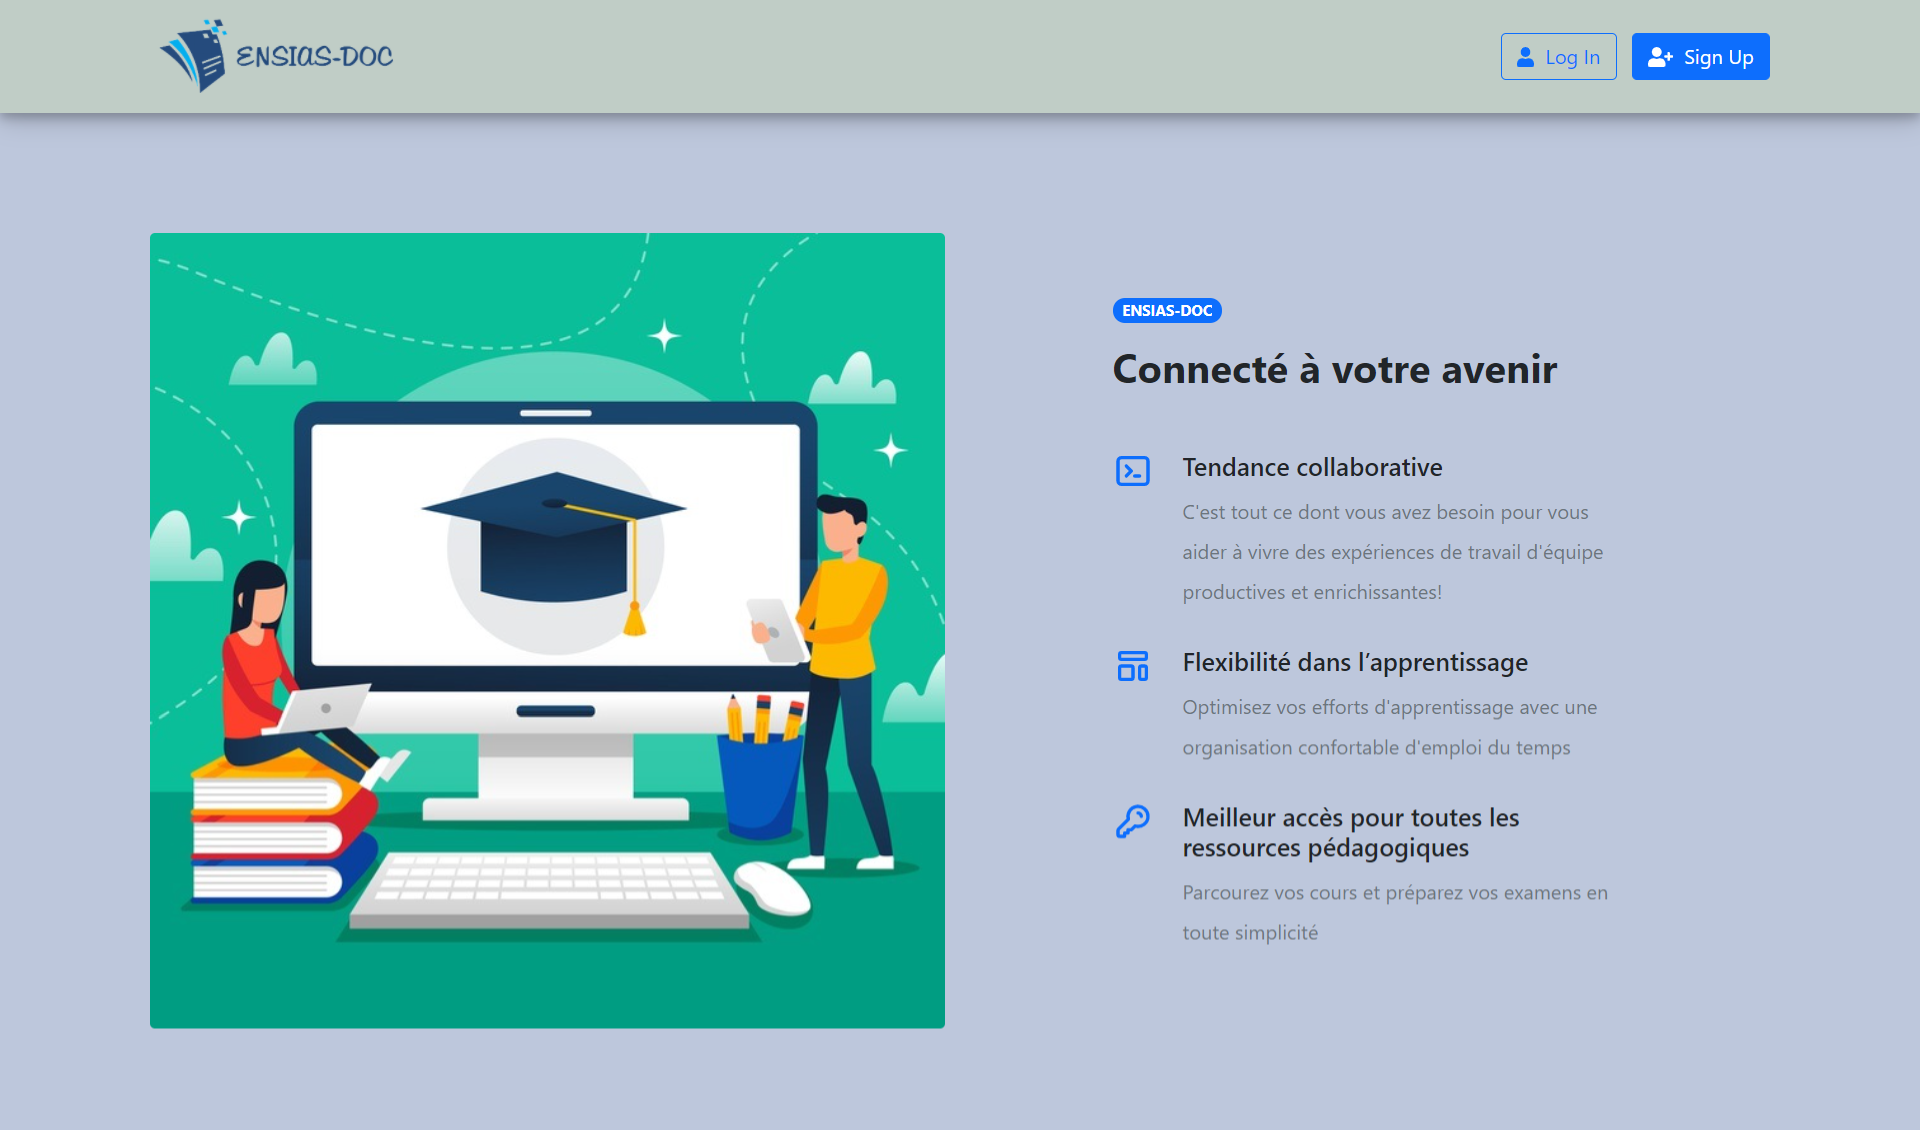 ENSIAS-DOC
Log In
Sign Up
ENSIAS-DOC
Connecté à votre avenir
Tendance collaborative
C'est tout ce dont vous avez besoin pour vous
aider à vivre des expériences de travail d'équipe
productives et enrichissantes!
Flexibilité dans l’apprentissage
Optimisez vos efforts d'apprentissage avec une
organisation confortable d'emploi du temps
Meilleur accès pour toutes les
ressources pédagogiques
Parcourez vos cours et préparez vos examens en
toute simplicité